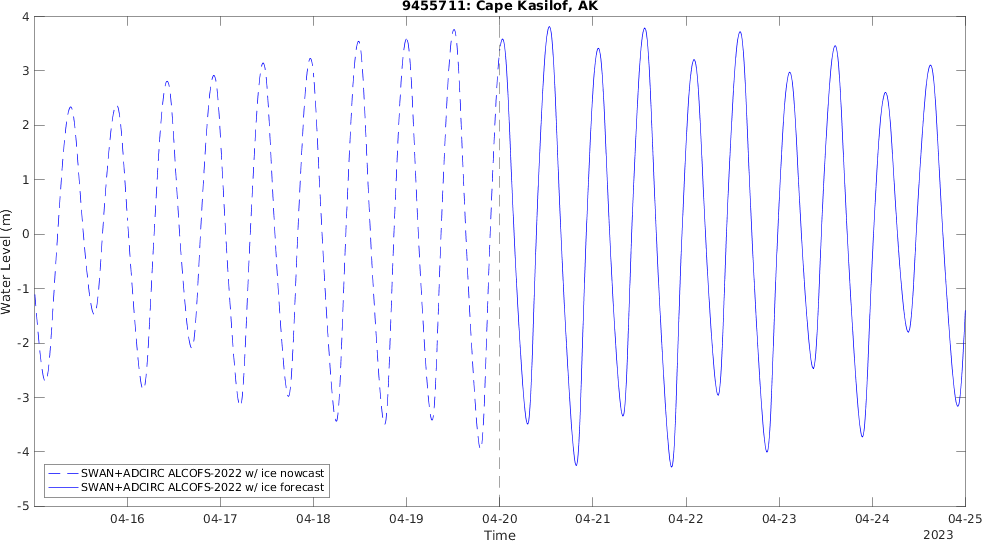 9455711: Cape Kasilof, AK
4
3
2
1
0
-1
-2
-3
-4
-5
Water Level (m)
SWAN+ADCIRC ALCOFS-2022 w/ ice nowcast
SWAN+ADCIRC ALCOFS-2022 w/ ice forecast
04-16 04-17 04-18 04-19 04-20 04-21 04-22 04-23 04-24 04-25
Time
2023